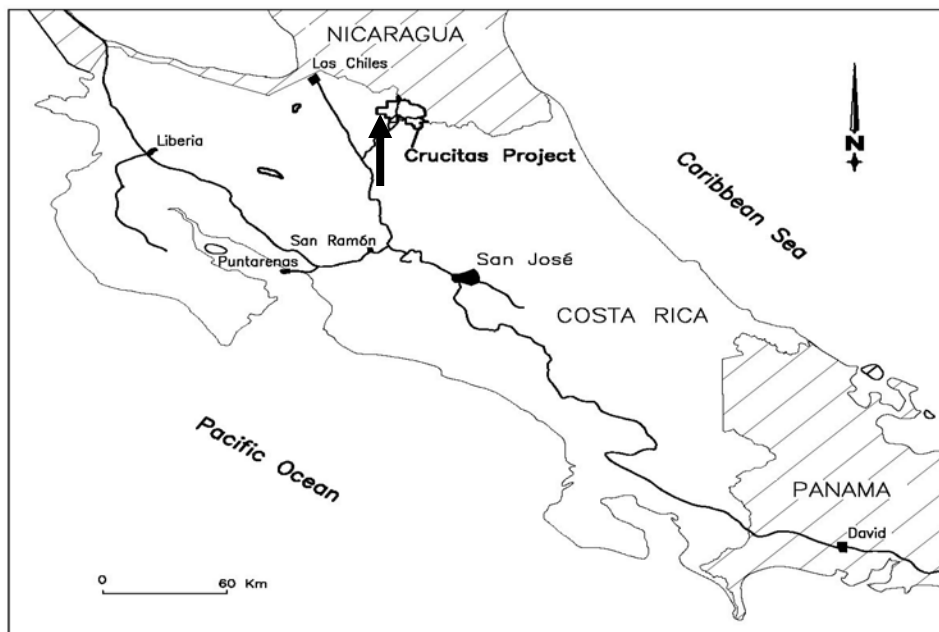 NICARAGUA
Los Chiles
Liberia
Crucitas Project
Caribbean Sea
N
San Ramón
Puntarenas
San José
COSTA RICA
Pacific Ocean
PANAMA
David
0 60 Km